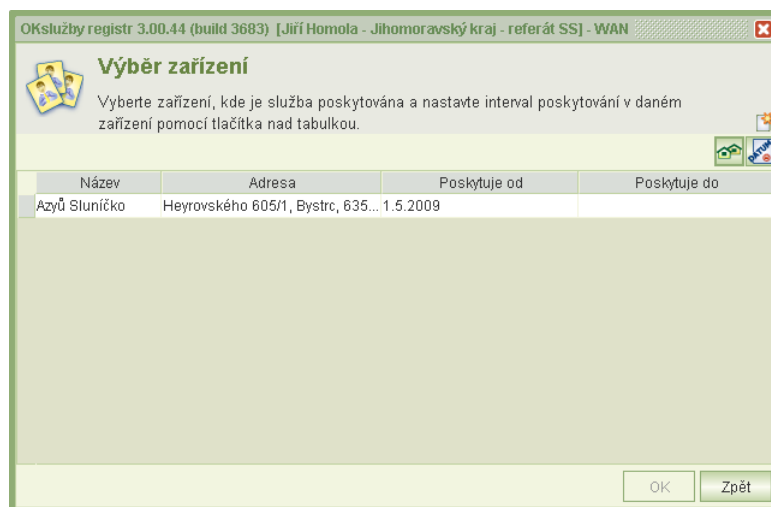 OKslužby registr 3.00.44 (build 3683) [Jiří Homola - Jihomoravský kraj - referát SS] - WAN
Výběr zařízení
Vyberte zařízení, kde je služba poskytována a nastavte interval poskytování v daném
zařízení pomocí tlačítka nad tabulkou.
DATUM
Název Adresa Poskytuje od Poskytuje do
Azyů Sluníčko Heyrovského 605/1, Bystrc, 635... 1.5.2009
OK Zpět